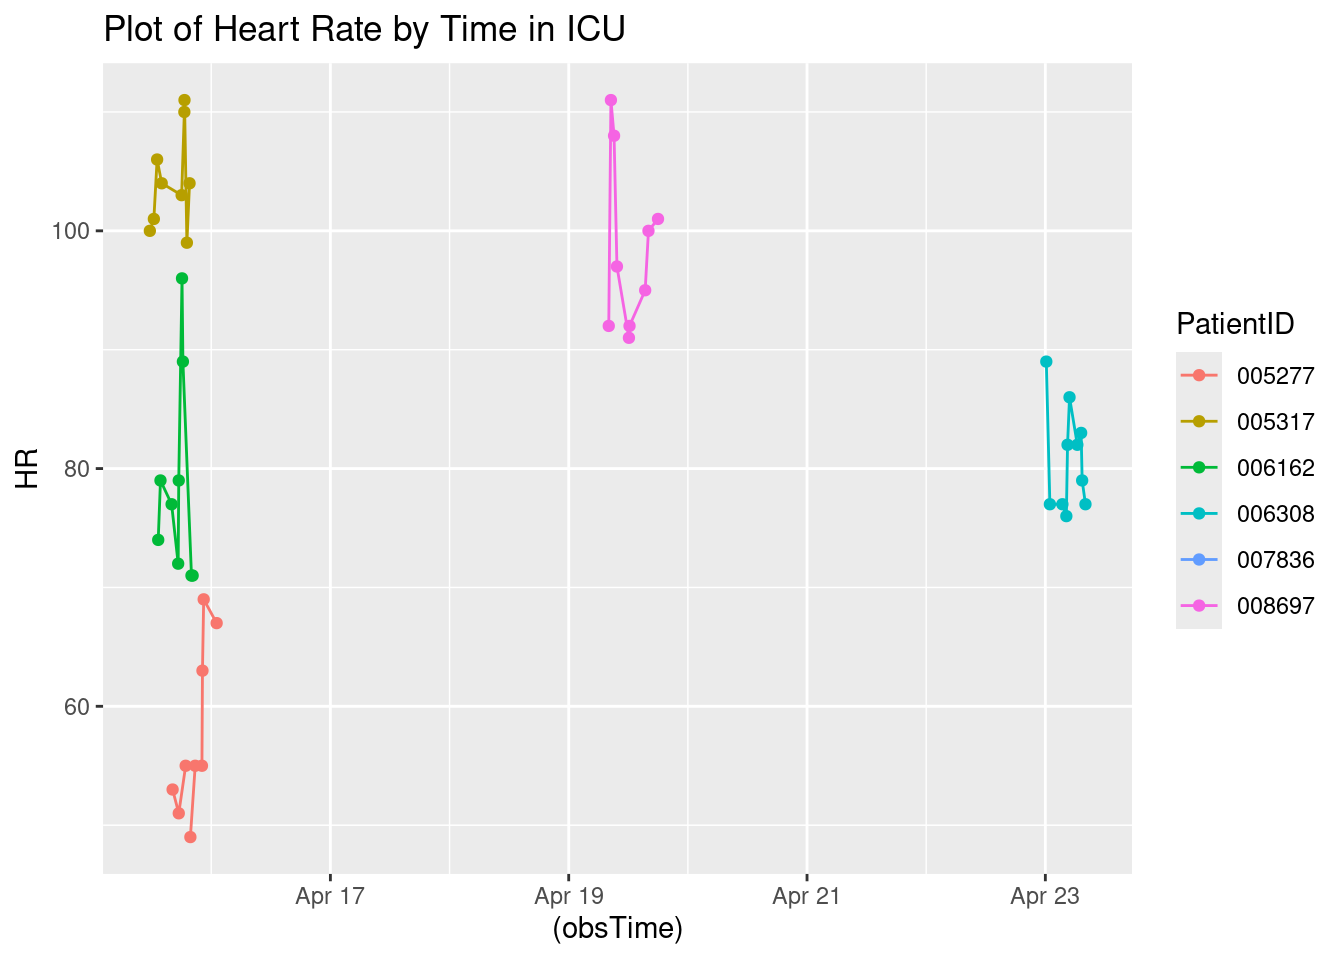 Plot of Heart Rate by Time in ICU
HR
100
80
60
Apr 17
Apr 19
Apr 21
Apr 23
(obsTime)
PatientID
005277
005317
006162
006308
007836
008697